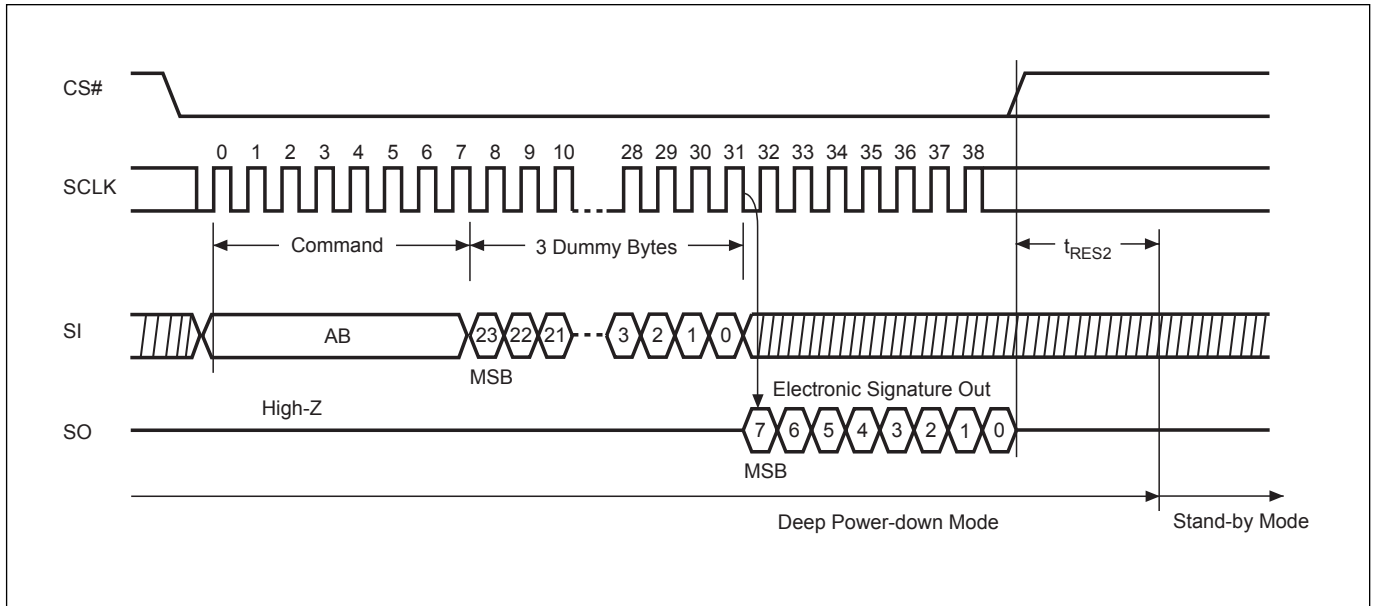 CS#
0 1 2 3 4 5 6 7 8 9 10 28 29 30 31 32 33 34 35 36 37 38
SCLK
Command 3 Dummy Bytes tRES2
SI AB 23 22 21 3 2 1 0
MSB
Electronic Signature Out
High-Z
SO 7 6 5 4 3 2 1 0
MSB
Deep Power-down Mode Stand-by Mode